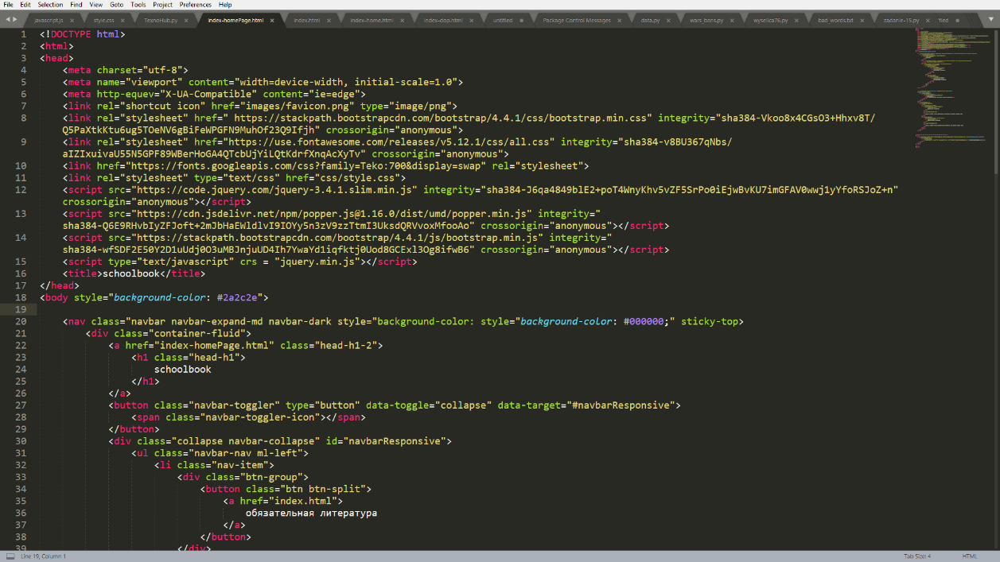 File Edit Selection Find View Goto Tools Project Preferences Help
javascript.js style.css TexnoHub.py index-homePage.html index.html index-home.html index-oop.html untitled Package Control Messages data.py wars_bans.py wyselica76.py bad_words.txt zadanie-15.py
1 <!DOCTYPE html>
2 <html>
3 <head>
4 <meta charset="utf-8">
5 <meta name="viewport" content="width=device-width, initial-scale=1.0">
6 <meta http-equev="X-UA-Compatible" content="ie=edge">
7 <link rel="shortcut icon" href="images/favicon.png" type="image/png">
8 <link rel="stylesheet" href=" https://stackpath.bootstrapcdn.com/bootstrap/4.4.1/css/bootstrap.min.css" integrity="sha384-Vkoo8x4CGsO3+Hhxv8T/
Q5PaXtkKtu6ug5TOeNV6gBiFeWPGFN9MuhOf23Q9Ifjh" crossorigin="anonymous">
9 <link rel="stylesheet" href="https://use.fontawesome.com/releases/v5.12.1/css/all.css" integrity="sha384-v8BU367qNbs/
aIZIxuivaU55N5GPF89WBerHoGA4QTcbUjYiLQtKdrfXnqAcXyTv" crossorigin="anonymous">
10 <link href="https://fonts.googleapis.com/css?family=Teko:700&display=swap" rel="stylesheet">
11 <link rel="stylesheet" type="text/css" href="css/style.css">
12 <script src="https://code.jquery.com/jquery-3.4.1.slim.min.js" integrity="sha384-J6qa4849blE2+poT4WnyKhv5vZF5SrPo0iEjwBvKU7imGFAV0wwj1yYfoRSJoZ+n"
crossorigin="anonymous"></script>
13 <script src="https://cdn.jsdelivr.net/npm/popper.js@1.16.0/dist/umd/popper.min.js" integrity="
sha384-Q6E9RHvbIyZFJoft+2mJbHaEWldlvI9IOYy5n3zV9zzTtmI3UksdQRVvoxMfooAo" crossorigin="anonymous"></script>
14 <script src="https://stackpath.bootstrapcdn.com/bootstrap/4.4.1/js/bootstrap.min.js" integrity="
sha384-wfSDF2E50Y2D1uUdj0O3uMBJnjuUD4Ih7YwaYd1iqfktj0Uod8GCExl3Og8ifwB6" crossorigin="anonymous"></script>
15 <script type="text/javascript" crs = "jquery.min.js"></script>
16 <title>schoolbook</title>
17 </head>
18 <body style="background-color: #2a2c2e">
19
20 <nav class="navbar navbar-expand-md navbar-dark style="background-color: style="background-color: #000000;" sticky-top>
21 <div class="container-fluid">
22 <a href="index-homePage.html" class="head-h1-2">
23 <h1 class="head-h1">
24 schoolbook
25 </h1>
26 </a>
27 <button class="navbar-toggler" type="button" data-toggle="collapse" data-target="#navbarResponsive">
28 <span class="navbar-toggler-icon"></span>
29 </button>
30 <div class="collapse navbar-collapse" id="navbarResponsive">
31 <ul class="navbar-nav ml-left">
32 <li class="nav-item">
33 <div class="btn-group">
34 <button class="btn btn-split">
35 <a href="index.html">
36 обязательная литература
37 </a>
38 </button>
39 </div>
Line 19, Column 1 Tab Size: 4 HTML